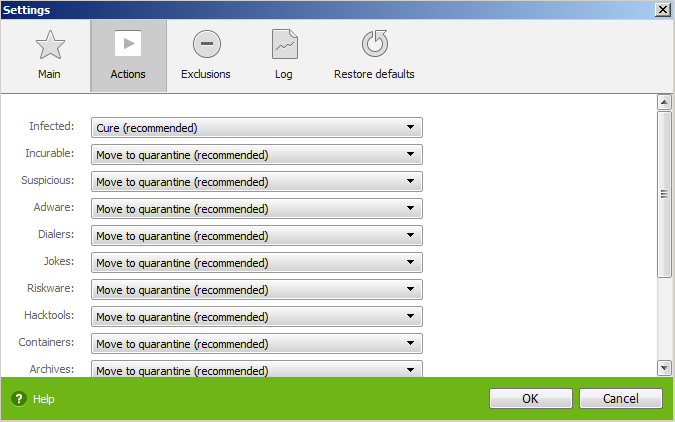 Settings
Main
Actions
Exclusions
Log
Restore defaults
Infected: Cure (recommended)
Incurable: Move to quarantine (recommended)
Suspicious: Move to quarantine (recommended)
Adware: Move to quarantine (recommended)
Dialers: Move to quarantine (recommended)
Jokes: Move to quarantine (recommended)
Riskware: Move to quarantine (recommended)
Hacktools: Move to quarantine (recommended)
Containers: Move to quarantine (recommended)
Archives: Move to quarantine (recommended)
? Help
OK
Cancel